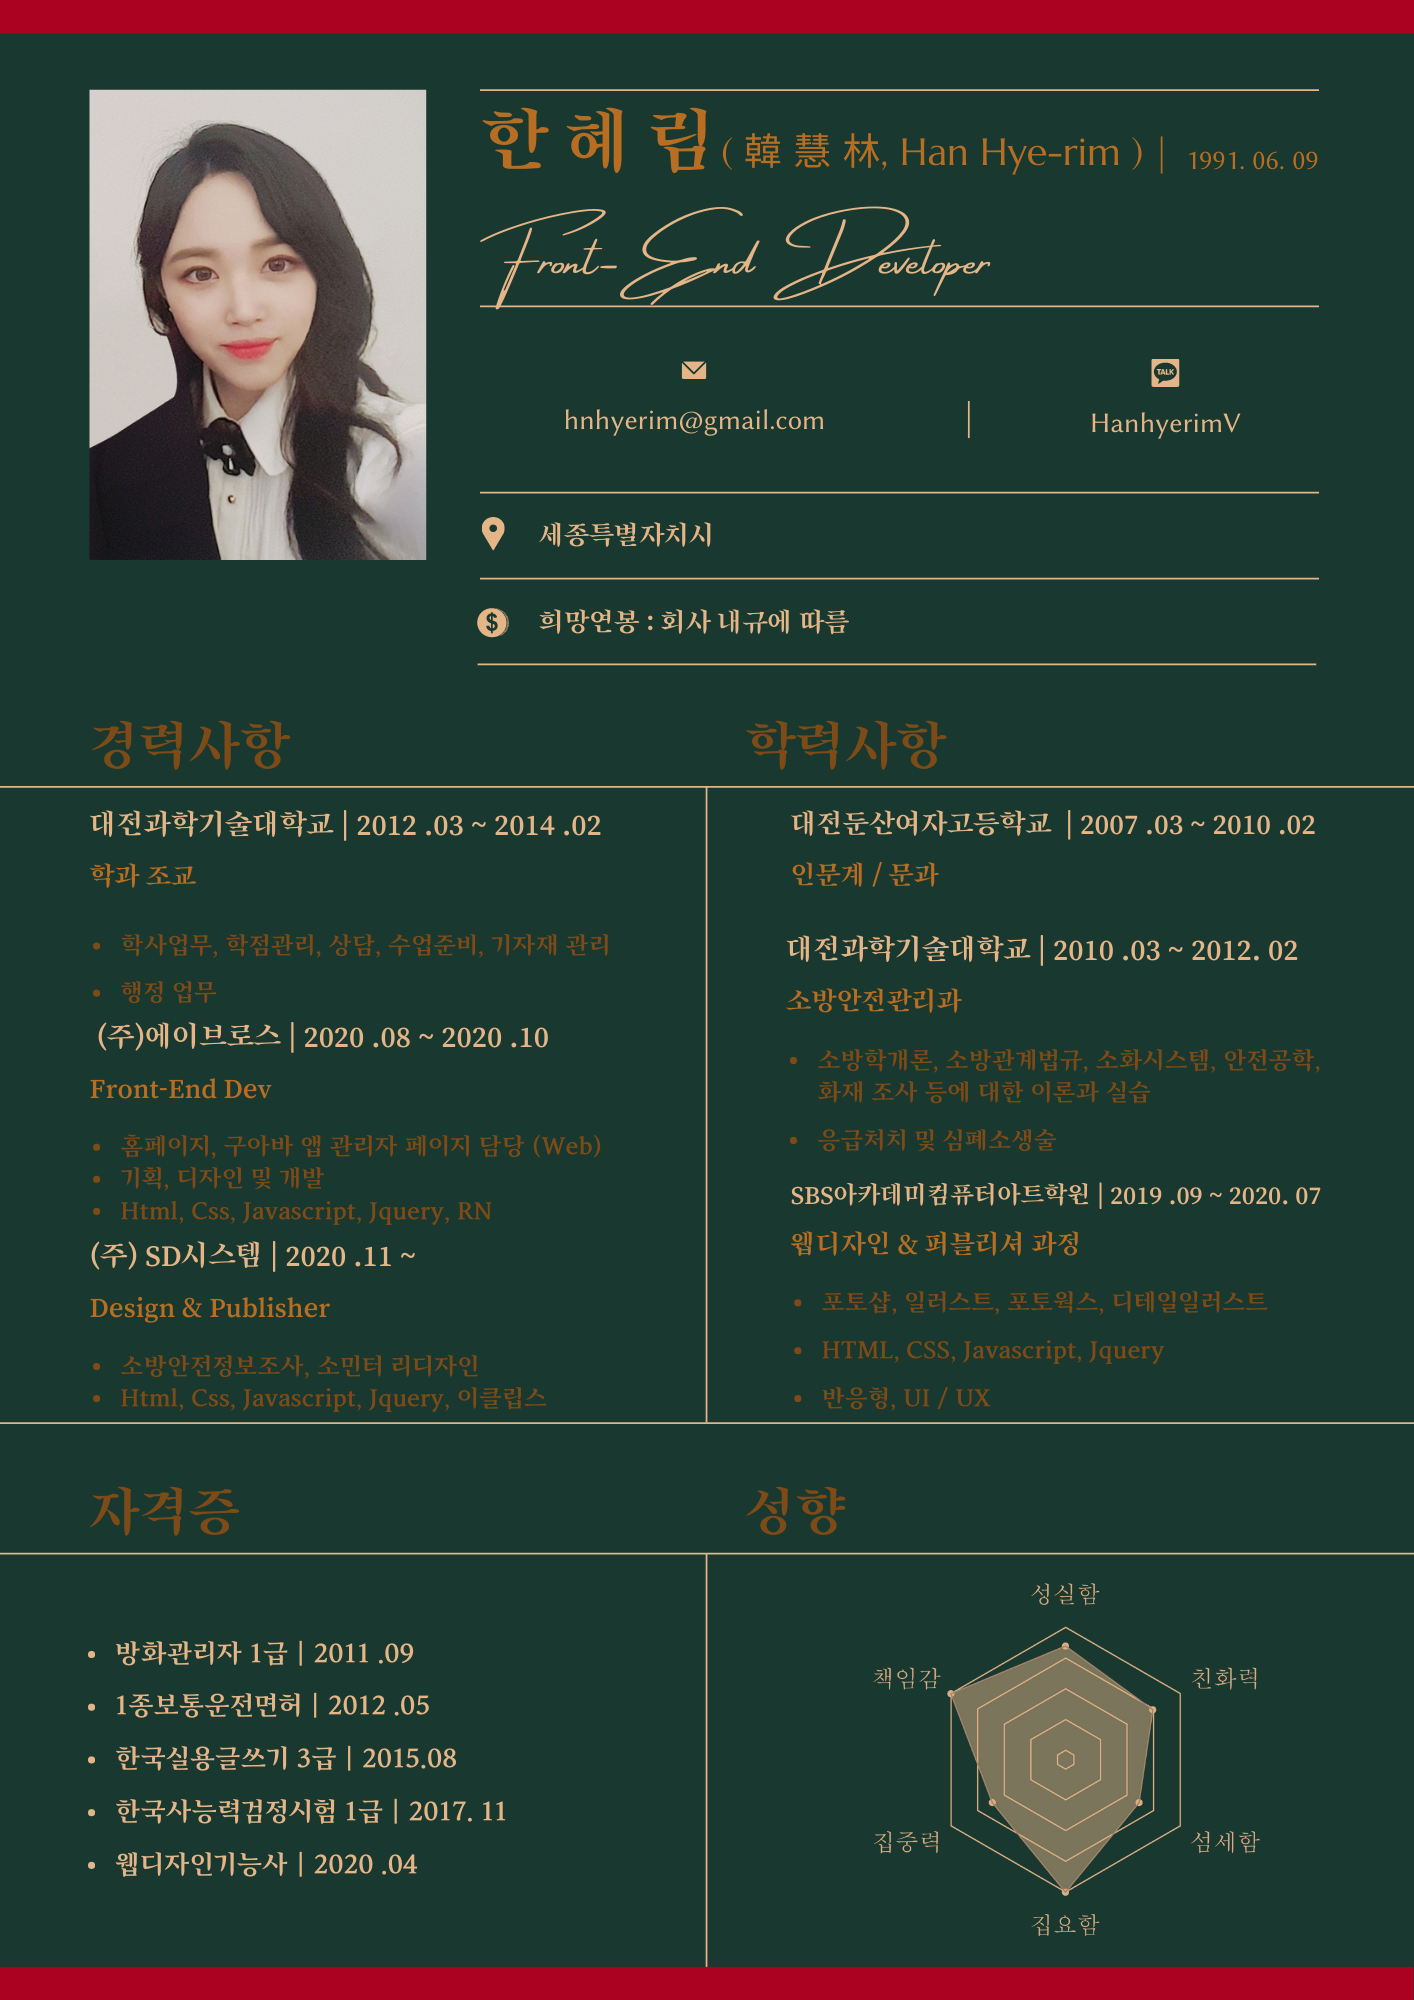 한 혜 림 ( 韓 慧 林, Han Hye-rim ) | 1991. 06. 09
Front-End Developer
TALK
hnhyerim@gmail.com | HanhyerimV
세종특별자치시
$ 희망연봉 : 회사 내규에 따름
경력사항
대전과학기술대학교 | 2012 .03 ~ 2014 .02
학과 조교
• 학사업무, 학점관리, 상담, 수업준비, 기자재 관리
• 행정 업무
(주)에이브로스 | 2020 .08 ~ 2020 .10
Front-End Dev
• 홈페이지, 구아바 앱 관리자 페이지 담당 (Web)
• 기획, 디자인 및 개발
• Html, Css, Javascript, Jquery, RN
(주) SD시스템 | 2020 .11 ~
Design & Publisher
• 소방안전정보조사, 소민터 리디자인
• Html, Css, Javascript, Jquery, 이클립스
학력사항
대전둔산여자고등학교 | 2007 .03 ~ 2010 .02
인문계 / 문과
대전과학기술대학교 | 2010 .03 ~ 2012. 02
소방안전관리과
• 소방학개론, 소방관계법규, 소화시스템, 안전공학,
화재 조사 등에 대한 이론과 실습
• 응급처치 및 심폐소생술
SBS아카데미컴퓨터아트학원 | 2019 .09 ~ 2020. 07
웹디자인 & 퍼블리셔 과정
• 포토샵, 일러스트, 포토웍스, 디테일일러스트
• HTML, CSS, Javascript, Jquery
• 반응형, UI / UX
자격증
• 방화관리자 1급 | 2011 .09
• 1종보통운전면허 | 2012 .05
• 한국실용글쓰기 3급 | 2015.08
• 한국사능력검정시험 1급 | 2017. 11
• 웹디자인기능사 | 2020 .04
성향
성실함
책임감
친화력
집중력
섬세함
집요함